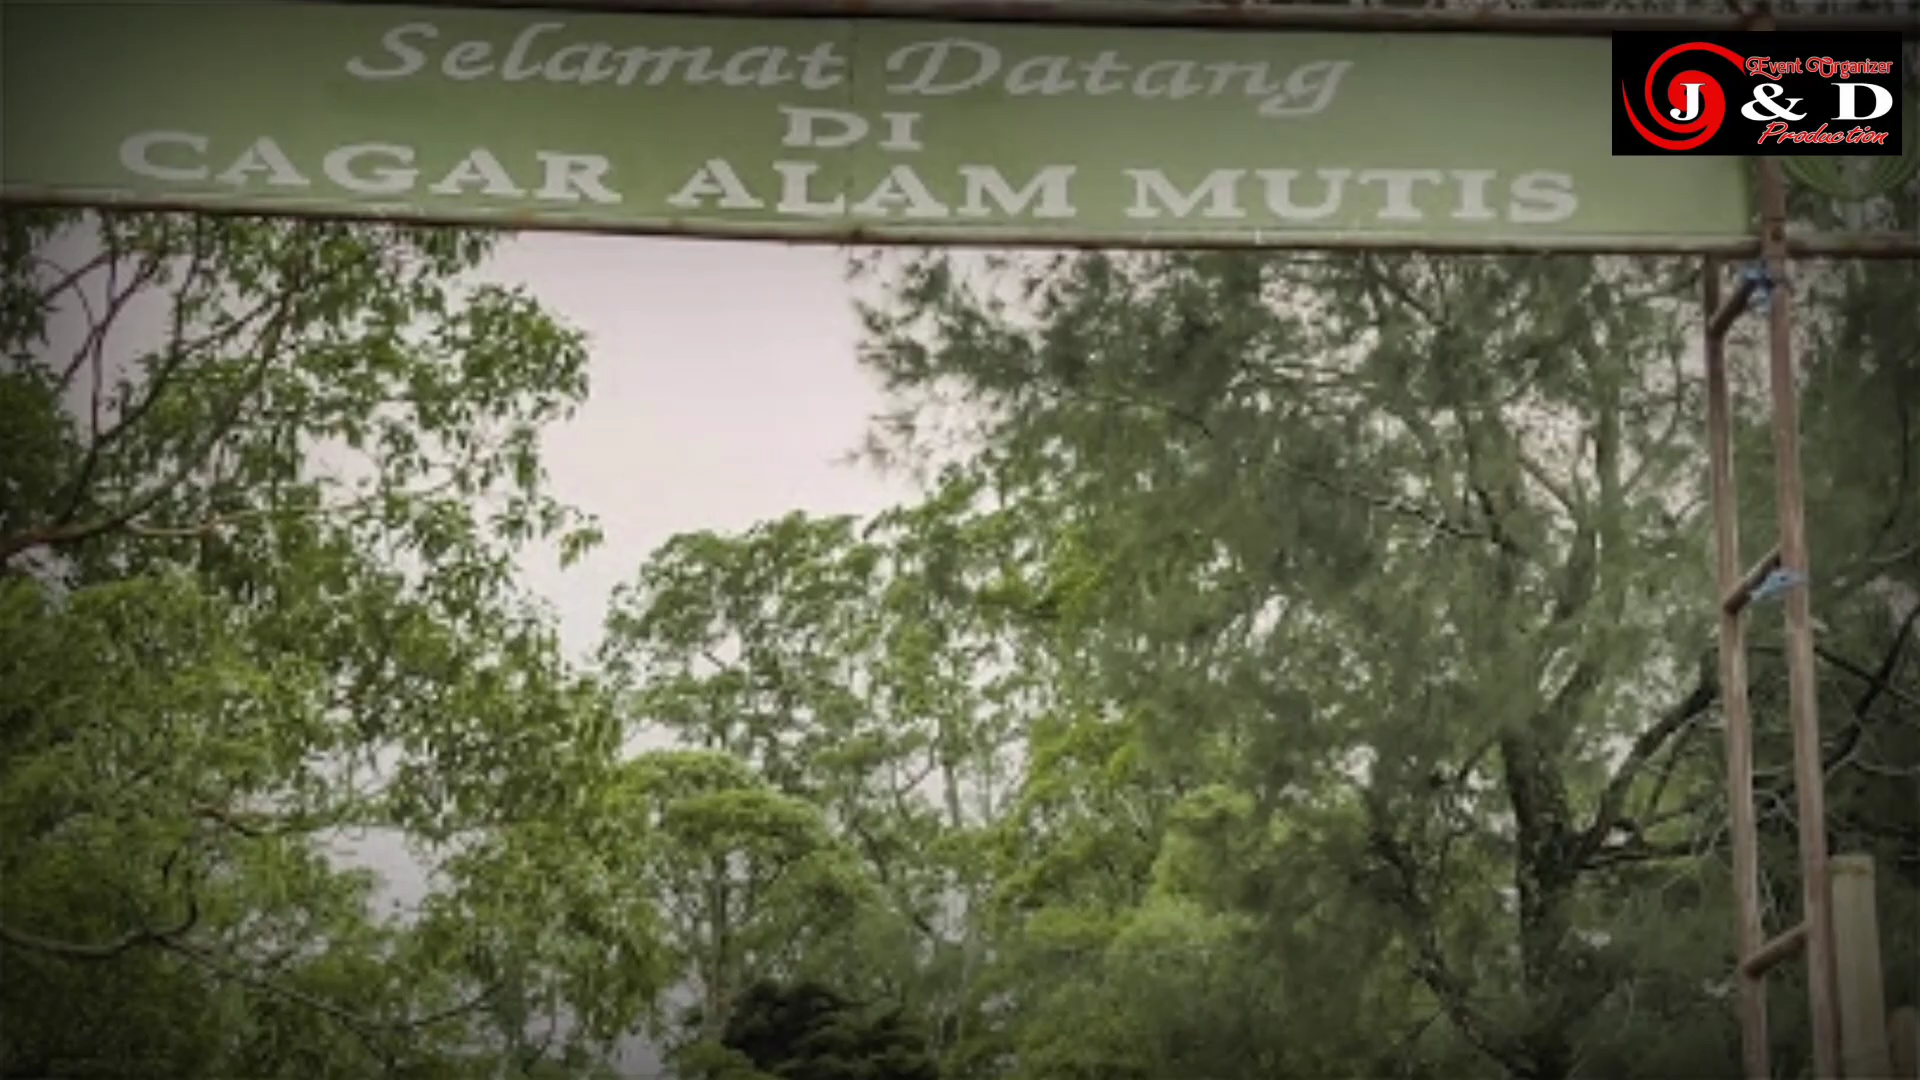 Selamat Datang
DI
CAGAR ALAM MUTIS
Event Organizer
J & D
Production